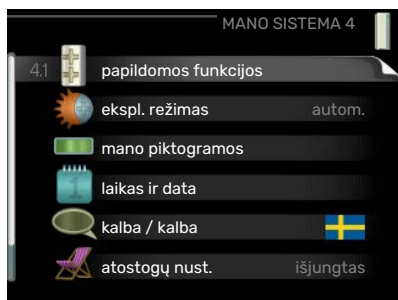 MANO SISTEMA 4
4.1 papildomos funkcijos
ekspl. režimas autom.
mano piktogramos
laikas ir data
kalba / kalba
atostogų nust. išjungtas